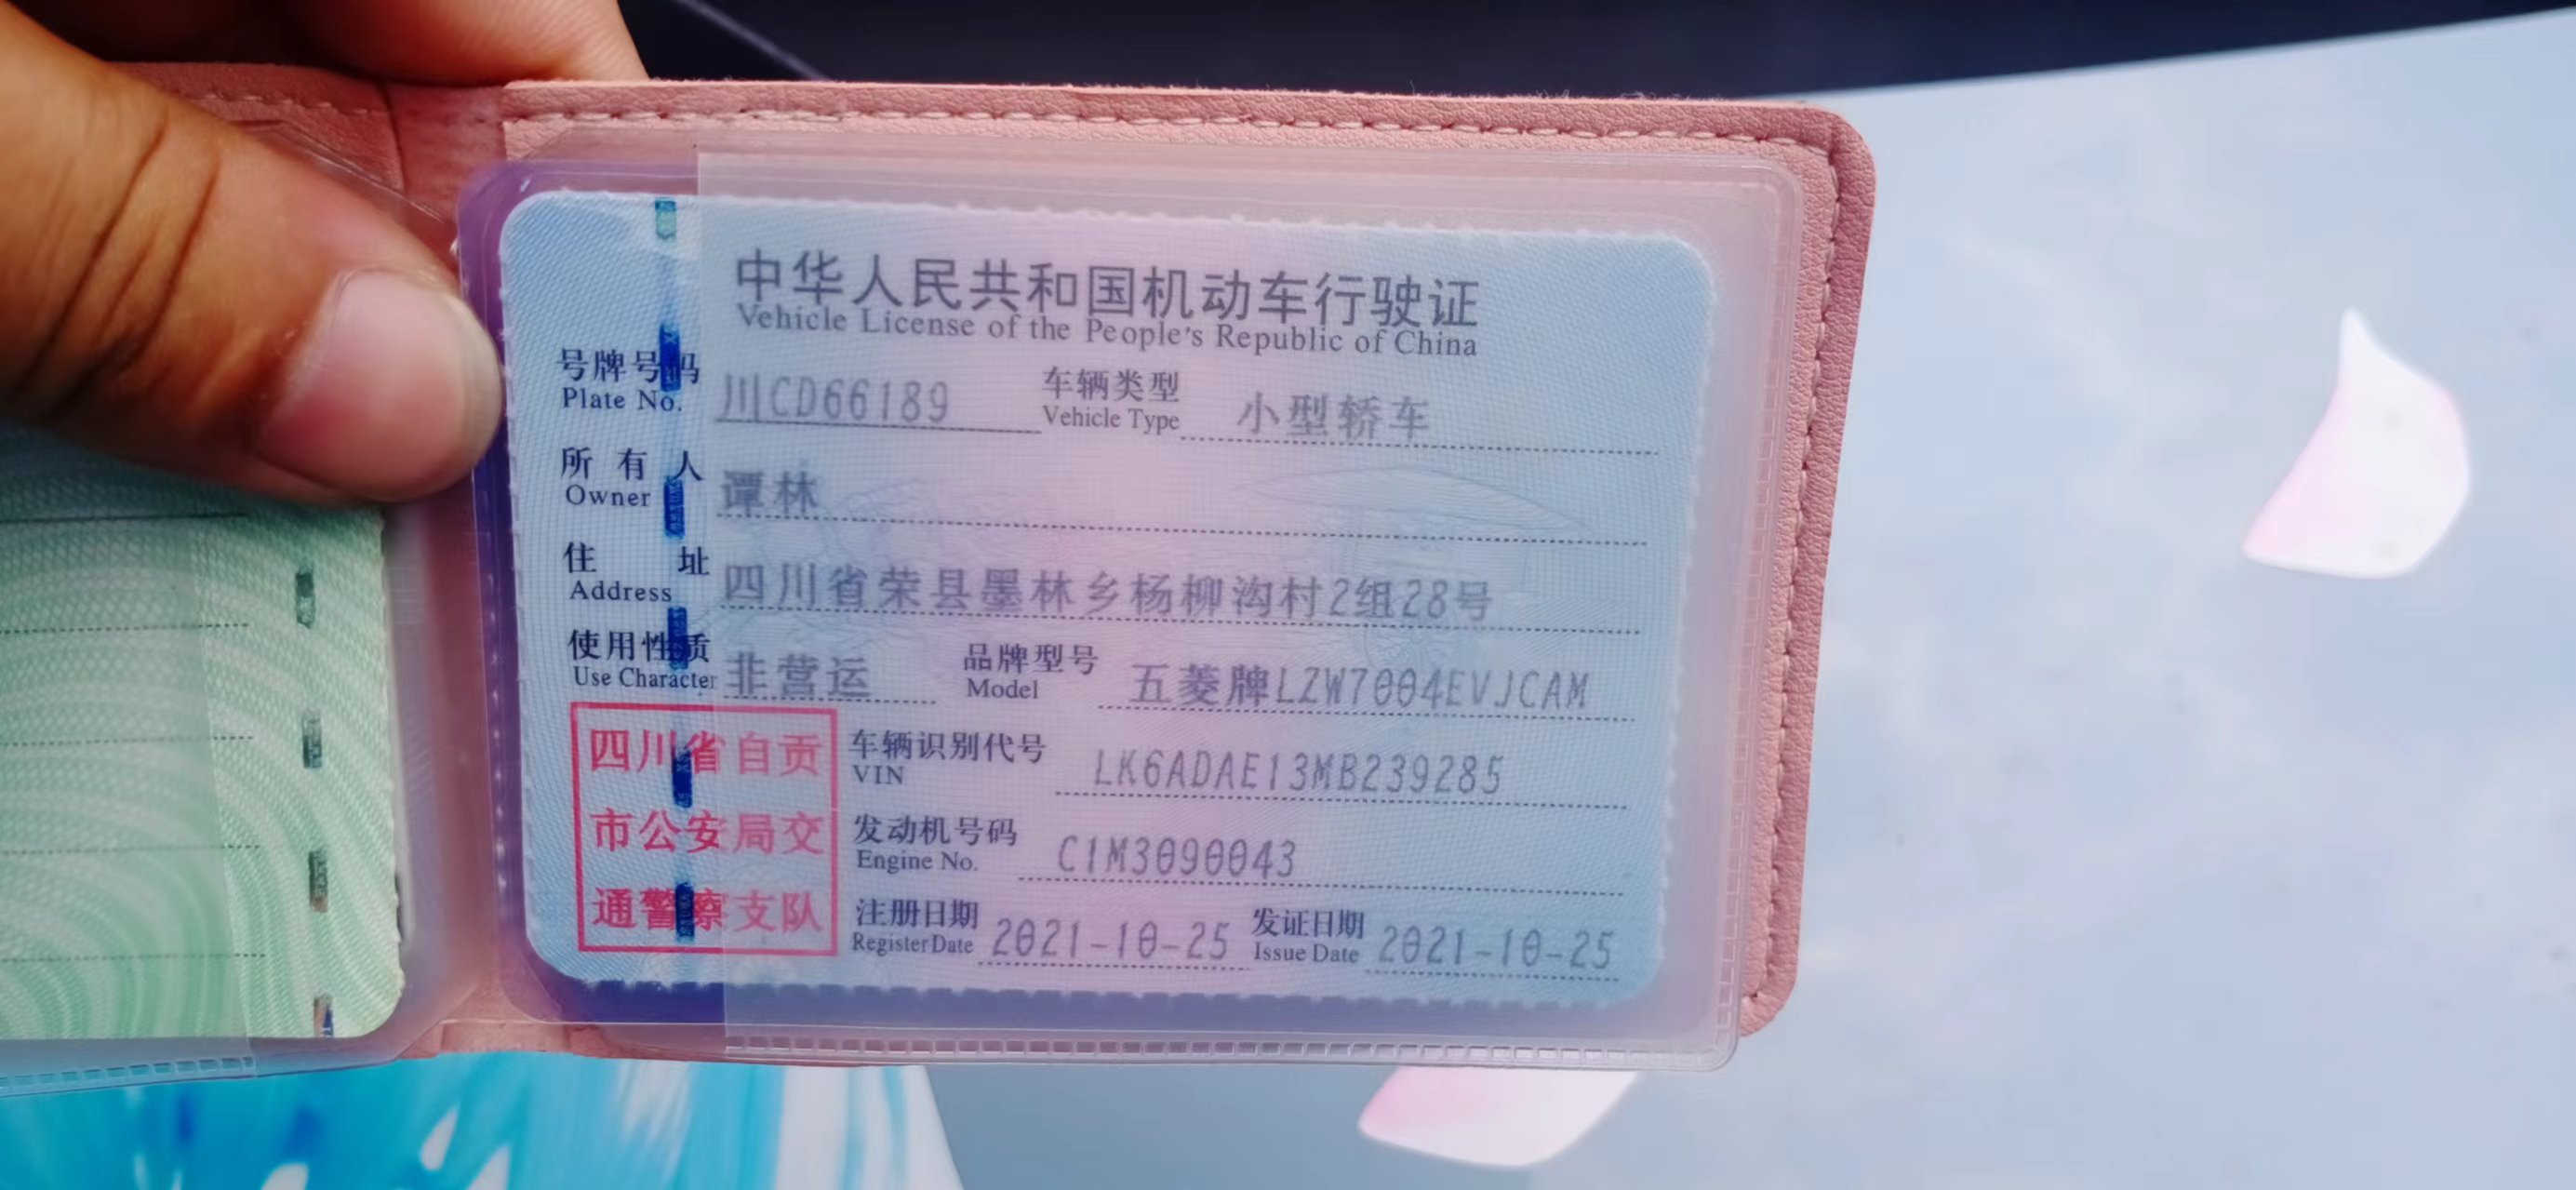 中华人民共和国机动车行驶证
Vehicle License of the People's Republic of China
号牌号码 川CD66189 车辆类型 小型轿车
Plate No. Vehicle Type
所有人 谭林
Owner
住址 四川省荣县墨林乡杨柳沟村2组28号
Address
使用性质 非营运 品牌型号 五菱牌LZW7004EVJCAM
Use Character Model
四川省自贡
市公安局交
通警察支队
车辆识别代号 LK6ADAE13MB239285
VIN
发动机号码 C1M3090043
Engine No.
注册日期 2021-10-25 发证日期 2021-10-25
Register Date Issue Date